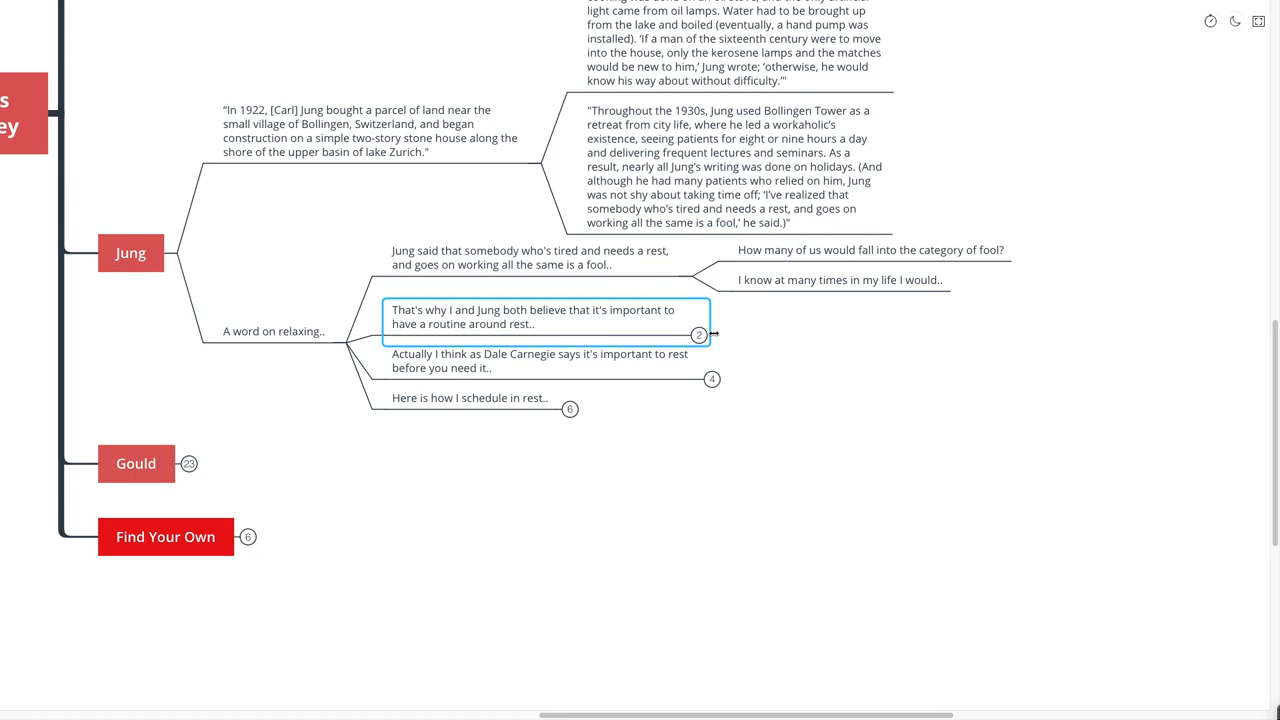 s
ey
cooking was done on an oil stove, and the only artificial
light came from oil lamps. Water had to be brought up
from the lake and boiled (eventually, a hand pump was
installed). ‘If a man of the sixteenth century were to move
into the house, only the kerosene lamps and the matches
would be new to him,’ Jung wrote; ‘otherwise, he would
know his way about without difficulty.’”
“In 1922, [Carl] Jung bought a parcel of land near the
small village of Bollingen, Switzerland, and began
construction on a simple two-story stone house along the
shore of the upper basin of lake Zurich."
"Throughout the 1930s, Jung used Bollingen Tower as a
retreat from city life, where he led a workaholic’s
existence, seeing patients for eight or nine hours a day
and delivering frequent lectures and seminars. As a
result, nearly all Jung’s writing was done on holidays. (And
although he had many patients who relied on him, Jung
was not shy about taking time off; ‘I’ve realized that
somebody who’s tired and needs a rest, and goes on
working all the same is a fool,’ he said.)"
Jung
Jung said that somebody who's tired and needs a rest,
and goes on working all the same is a fool..
How many of us would fall into the category of fool?
I know at many times in my life I would..
A word on relaxing..
That's why I and Jung both believe that it's important to
have a routine around rest..
2
Actually I think as Dale Carnegie says it's important to rest
before you need it..
4
Here is how I schedule in rest..
6
Gould
23
Find Your Own
6